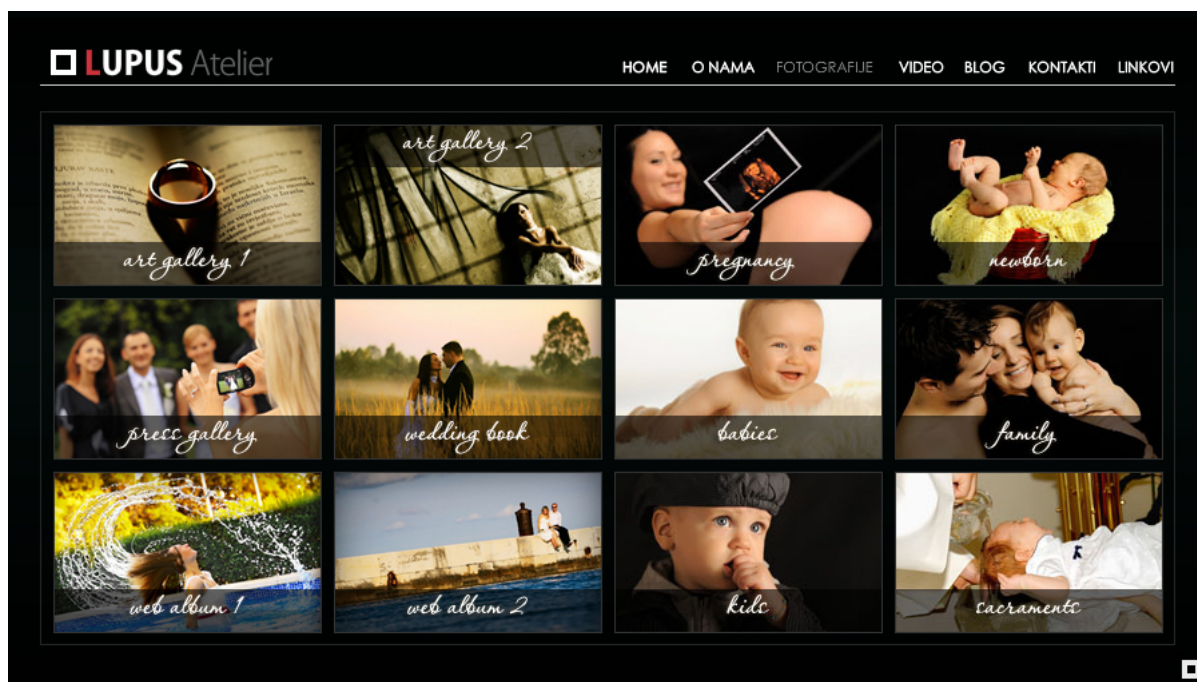 LUPUS Atelier
HOME O NAMA FOTOGRAFIJE VIDEO BLOG KONTAKTI LINKOVI
art gallery 1
art gallery 2
pregnancy
newborn
press gallery
wedding book
babies
family
web album 1
web album 2
kids
sacraments